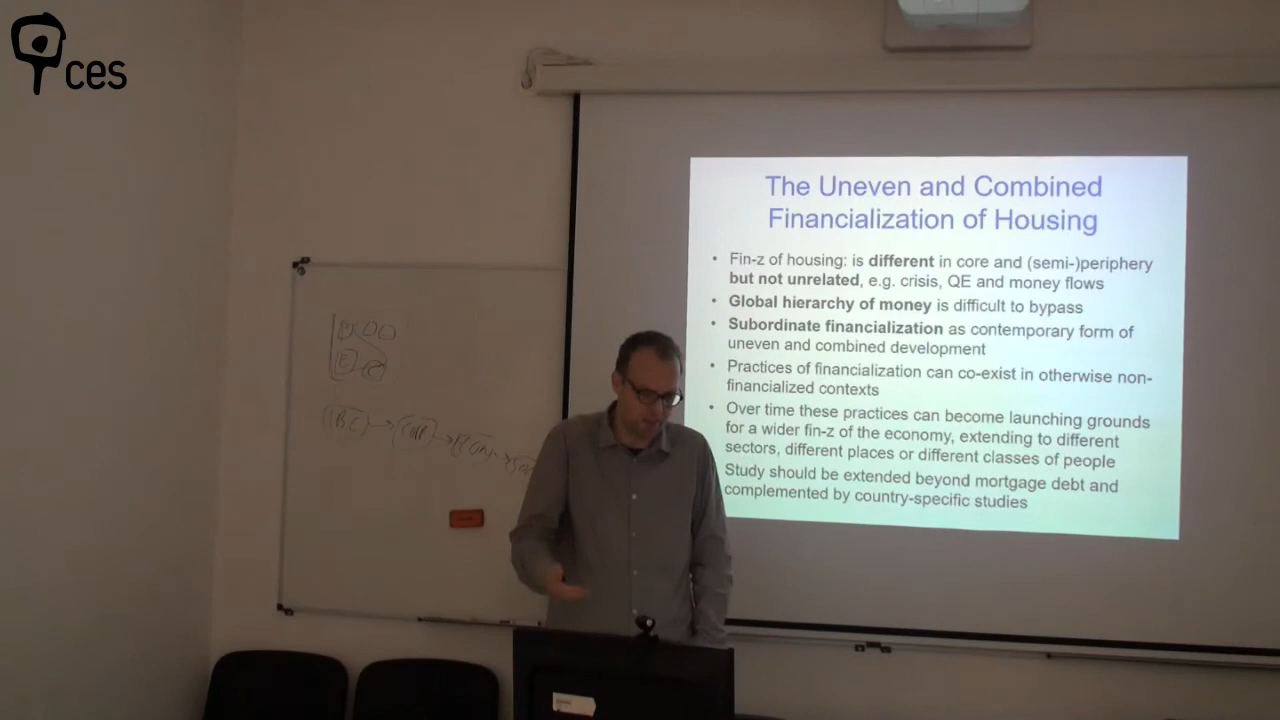 ces
The Uneven and Combined
Financialization of Housing
• Fin-z of housing: is different in core and (semi-)periphery
but not unrelated, e.g. crisis, QE and money flows
• Global hierarchy of money is difficult to bypass
• Subordinate financialization as contemporary form of
uneven and combined development
• Practices of financialization can co-exist in otherwise non-
financialized contexts
• Over time these practices can become launching grounds
for a wider fin-z of the economy, extending to different
sectors, different places or different classes of people
Study should be extended beyond mortgage debt and
complemented by country-specific studies